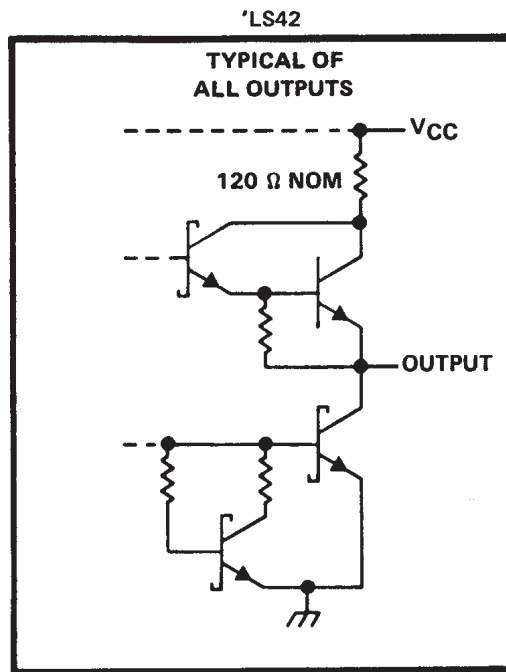 'LS42
TYPICAL OF
ALL OUTPUTS
VCC
120 Ω NOM
OUTPUT